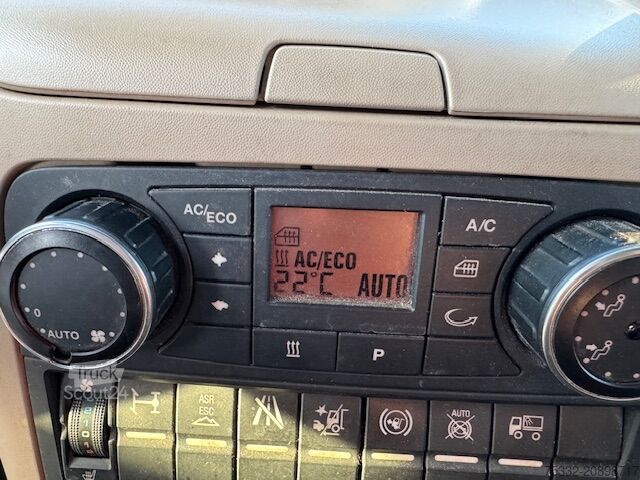 AC/ECO
A/C
AC/ECO
22°C AUTO
0
AUTO
P
Truck
Scout24
ASR
ESC
AUTO